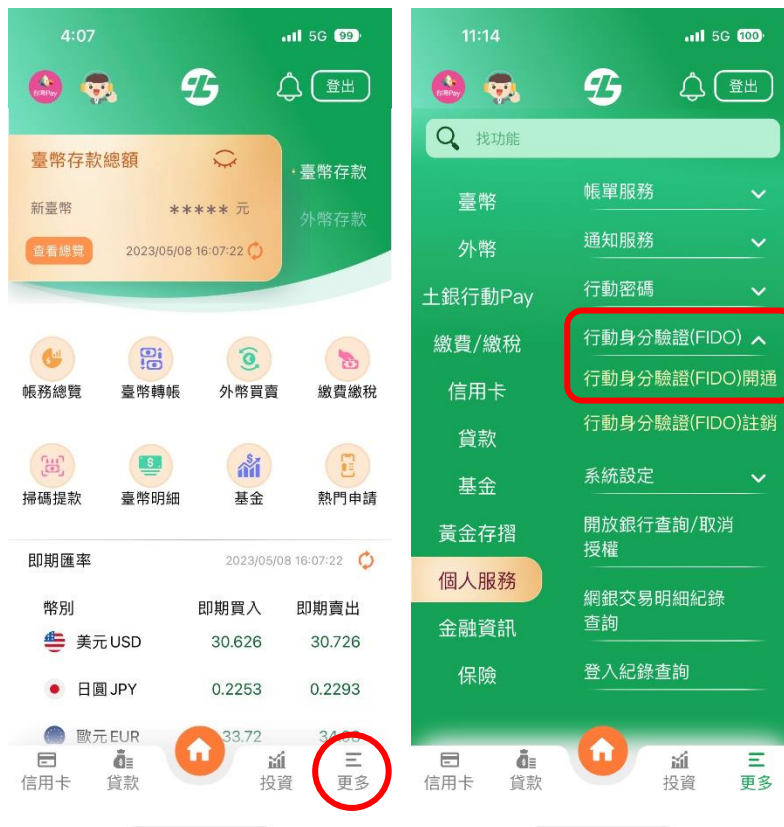 4:07
5G 99
台灣Pay
登出
臺幣存款總額
新臺幣
***** 元
查看總覽
2023/05/08 16:07:22
臺幣存款
外幣存款
帳務總覽
臺幣轉帳
外幣買賣
繳費繳稅
掃碼提款
臺幣明細
基金
熱門申請
即期匯率
2023/05/08 16:07:22
幣別
即期買入
即期賣出
美元 USD
30.626
30.726
日圓 JPY
0.2253
0.2293
歐元 EUR
33.72
信用卡
貸款
投資
更多
11:14
5G 100
台灣Pay
登出
找功能
臺幣
外幣
土銀行動Pay
繳費/繳稅
信用卡
貸款
基金
黃金存摺
個人服務
金融資訊
保險
帳單服務
通知服務
行動密碼
行動身分驗證(FIDO)
行動身分驗證(FIDO)開通
行動身分驗證(FIDO)註銷
系統設定
開放銀行查詢/取消
授權
網銀交易明細紀錄
查詢
登入紀錄查詢
信用卡
貸款
投資
更多